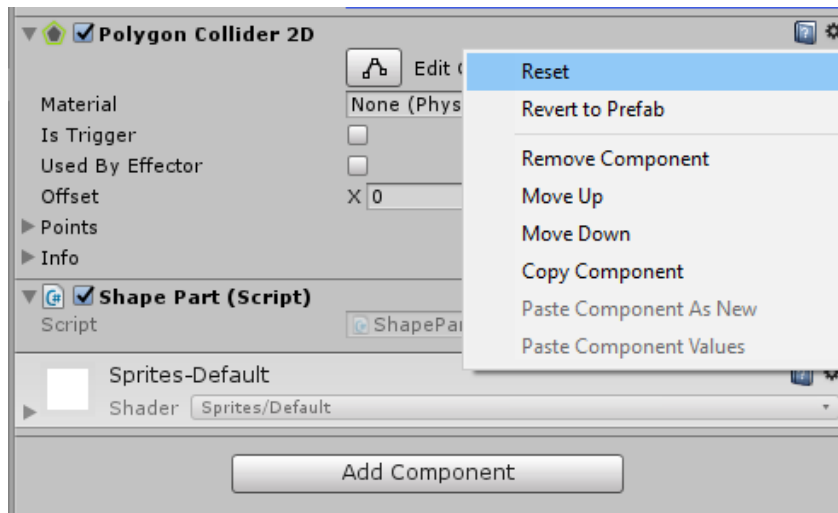 Polygon Collider 2D
Edit
Material
None (Phys
Is Trigger
Used By Effector
Offset
X 0
Points
Info
Shape Part (Script)
Script
ShapePar
Sprites-Default
Shader Sprites/Default
Add Component
Reset
Revert to Prefab
Remove Component
Move Up
Move Down
Copy Component
Paste Component As New
Paste Component Values